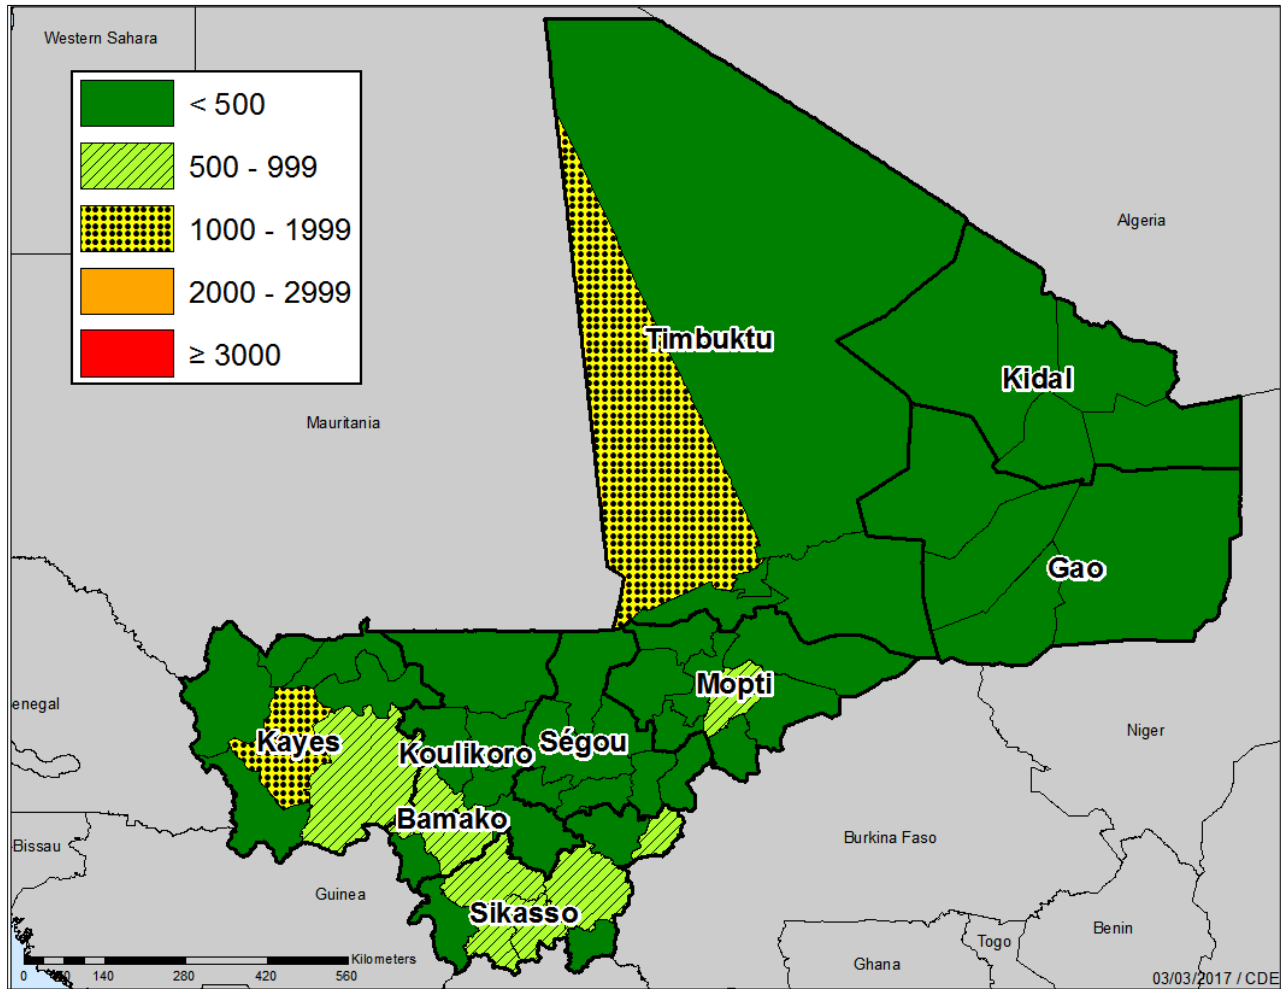 Western Sahara
< 500
500 - 999
1000 - 1999
2000 - 2999
≥ 3000
Algeria
Timbuktu
Kidal
Mauritania
Gao
Mopti
enegal
Kayes
Ségou
Koulikoro
Niger
Bamako
Burkina Faso
-Bissau
Guinea
Sikasso
Benin
Togo
Ghana
Kilometers
0 70 140 280 420 560
03/03/2017 / CDE